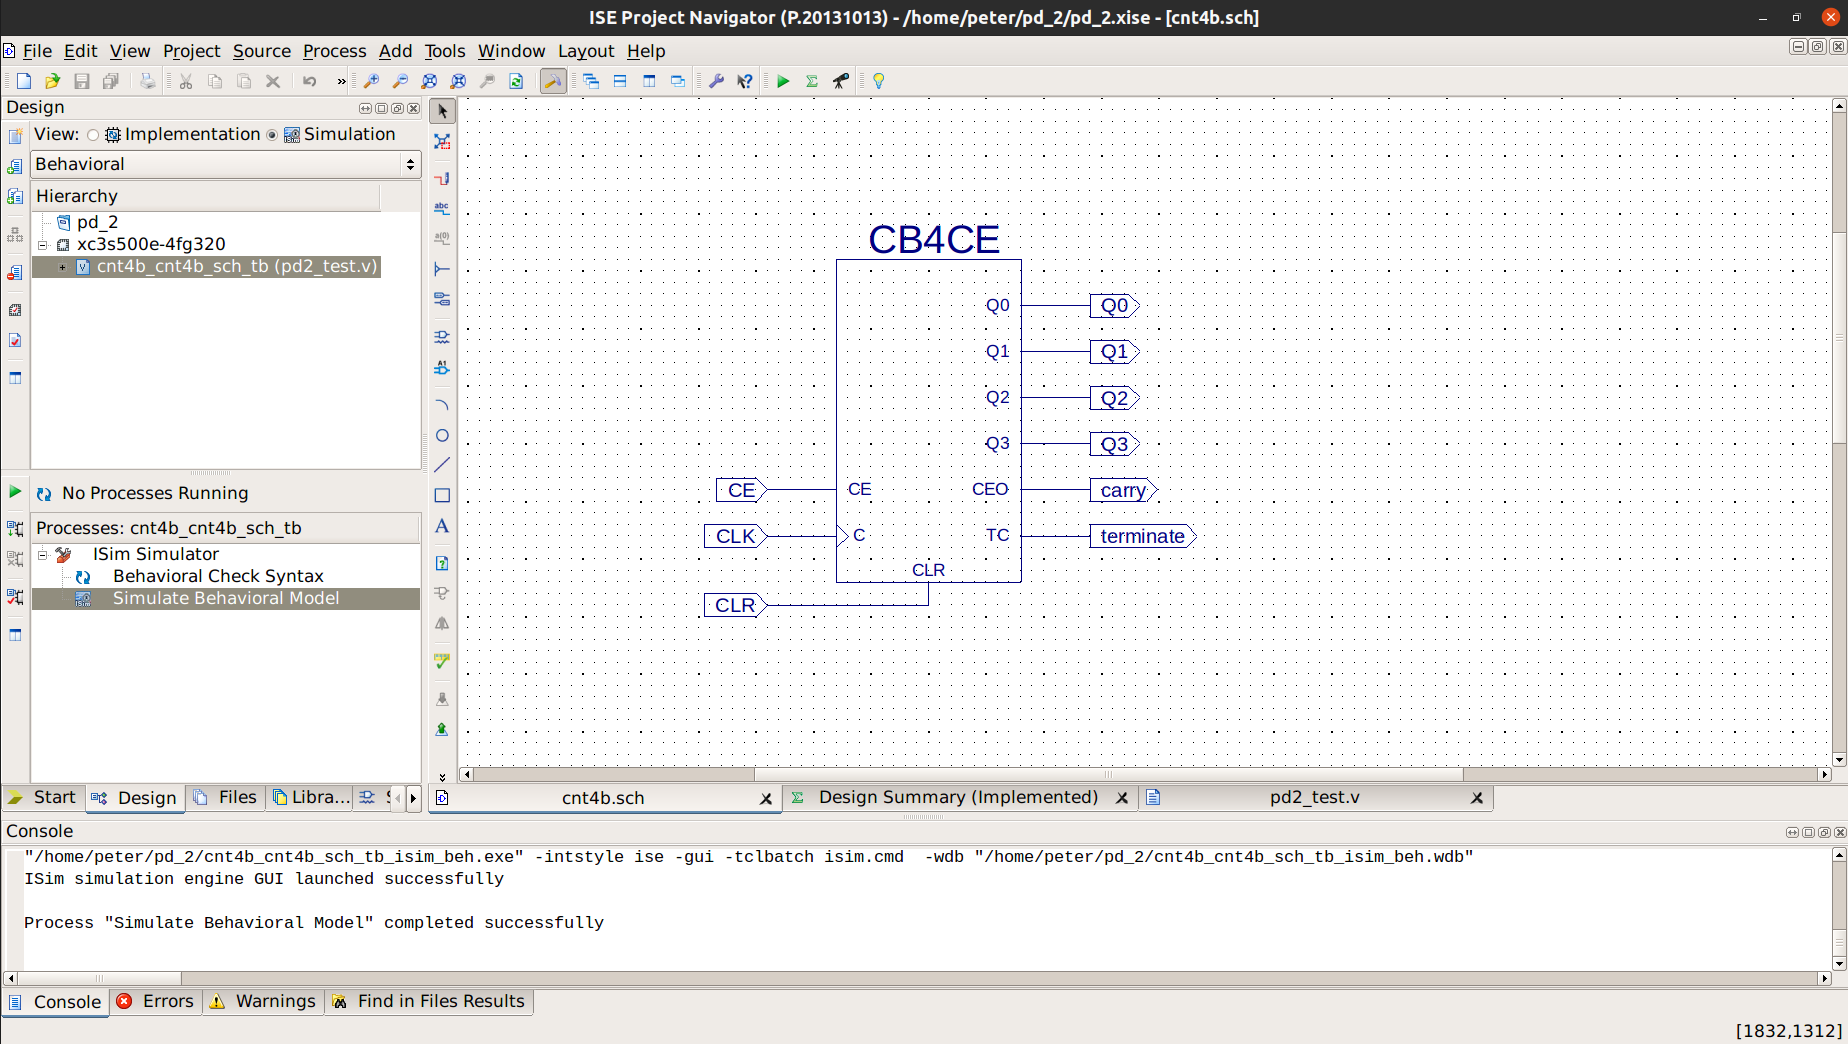 ISE Project Navigator (P.20131013) - /home/peter/pd_2/pd_2.xise - [cnt4b.sch]
File Edit View Project Source Process Add Tools Window Layout Help
Design
View: Implementation Simulation
Behavioral
Hierarchy
pd_2
xc3s500e-4fg320
cnt4b_cnt4b_sch_tb (pd2_test.v)
No Processes Running
Processes: cnt4b_cnt4b_sch_tb
ISim Simulator
Behavioral Check Syntax
Simulate Behavioral Model
CB4CE
Q0 Q0
Q1 Q1
Q2 Q2
Q3 Q3
CE CE CEO carry
CLK C TC terminate
CLR
CLR
Start Design Files Libra...
cnt4b.sch Design Summary (Implemented) pd2_test.v
Console
"/home/peter/pd_2/cnt4b_cnt4b_sch_tb_isim_beh.exe" -intstyle ise -gui -tclbatch isim.cmd  -wdb "/home/peter/pd_2/cnt4b_cnt4b_sch_tb_isim_beh.wdb"
ISim simulation engine GUI launched successfully
Process "Simulate Behavioral Model" completed successfully
Console Errors Warnings Find in Files Results
[1832,1312]